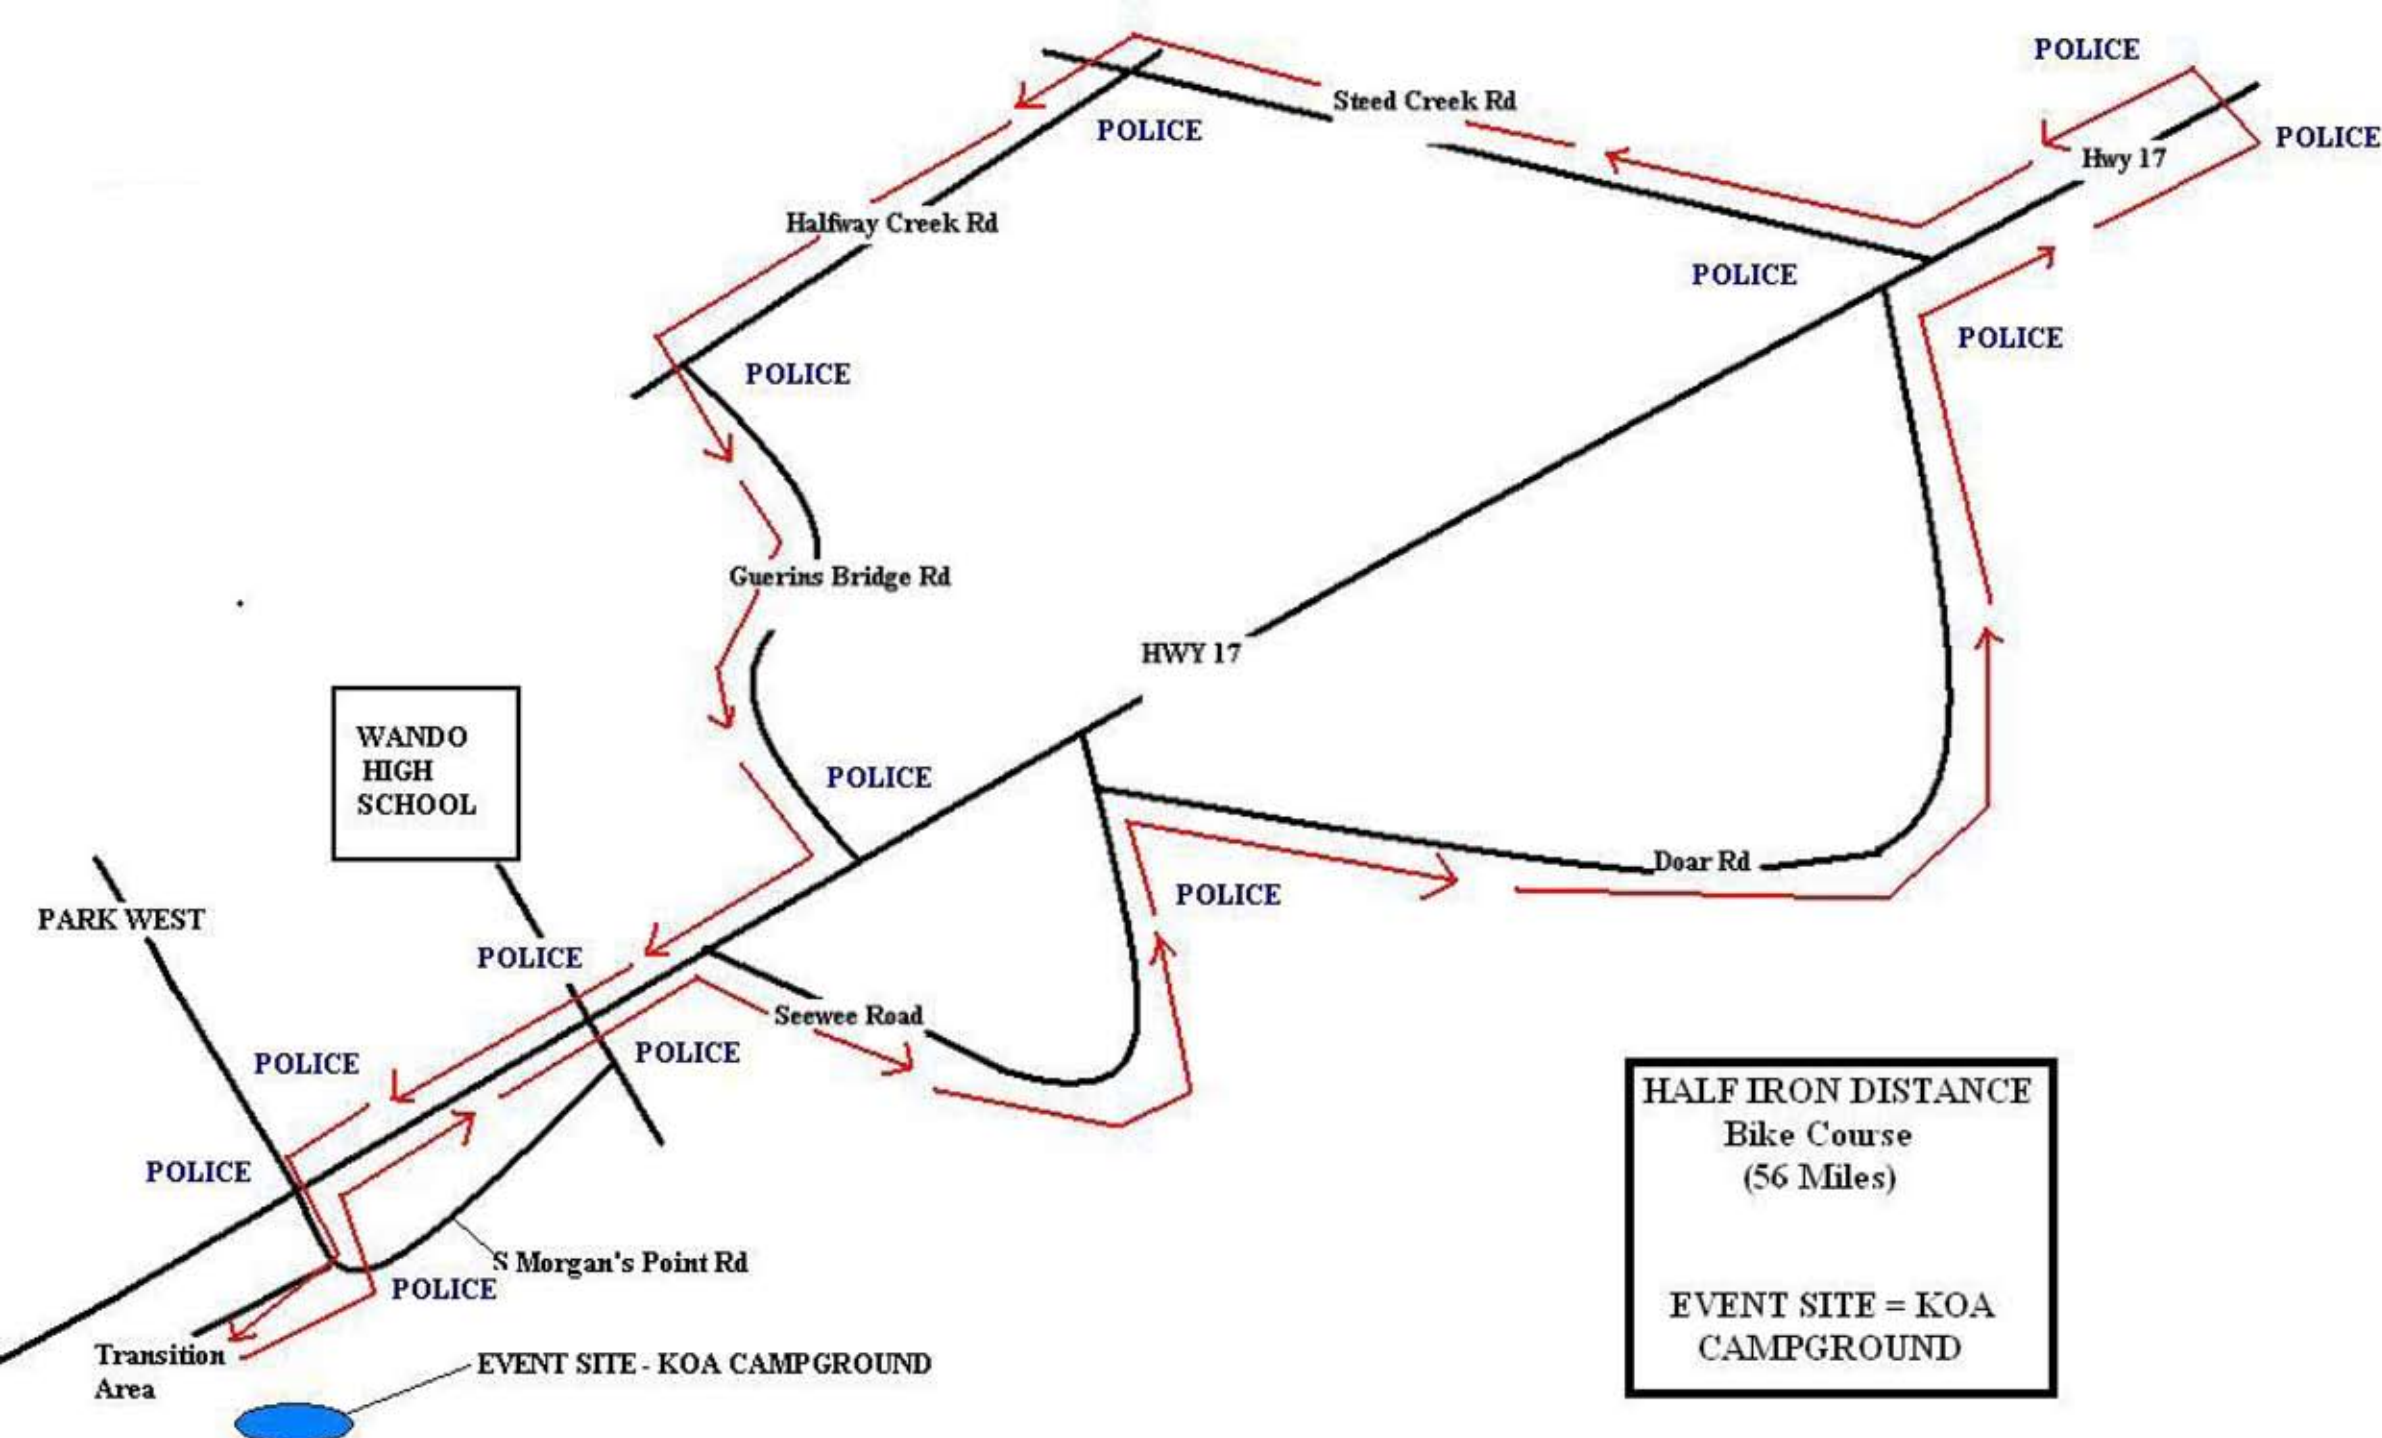 POLICE
Steed Creek Rd
POLICE
POLICE
Hwy 17
Halfway Creek Rd
POLICE
POLICE
POLICE
Guerins Bridge Rd
HWY 17
WANDO
HIGH
SCHOOL
POLICE
Doar Rd
POLICE
PARK WEST
POLICE
Seewee Road
POLICE
POLICE
POLICE
S Morgan's Point Rd
POLICE
Transition
Area
EVENT SITE - KOA CAMPGROUND
HALF IRON DISTANCE
Bike Course
(56 Miles)
EVENT SITE = KOA
CAMPGROUND